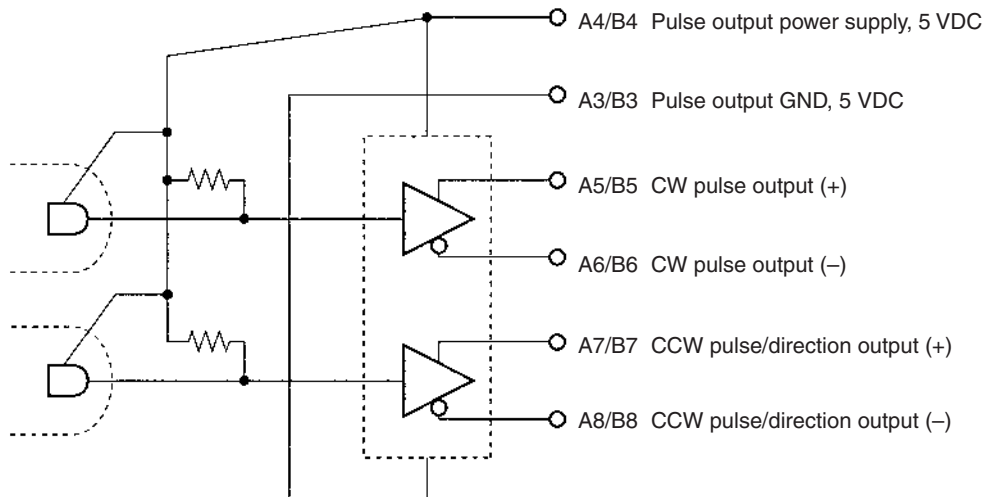 A4/B4 Pulse output power supply, 5 VDC
A3/B3 Pulse output GND, 5 VDC
A5/B5 CW pulse output (+)
A6/B6 CW pulse output (–)
A7/B7 CCW pulse/direction output (+)
A8/B8 CCW pulse/direction output (–)